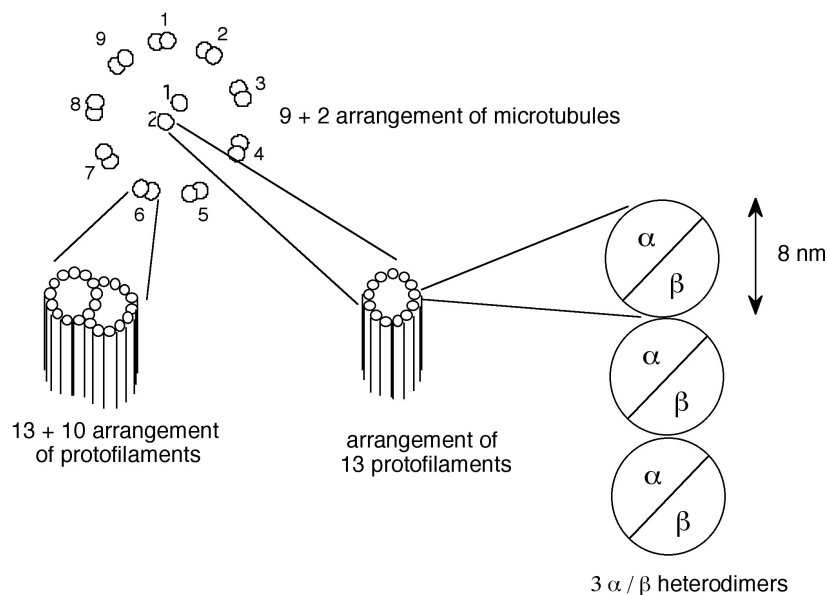 1
2
3
4
5
6
7
8
9
1
2
9 + 2 arrangement of microtubules
α
β
8 nm
α
β
α
β
13 + 10 arrangement
of protofilaments
arrangement of
13 protofilaments
3 α / β heterodimers